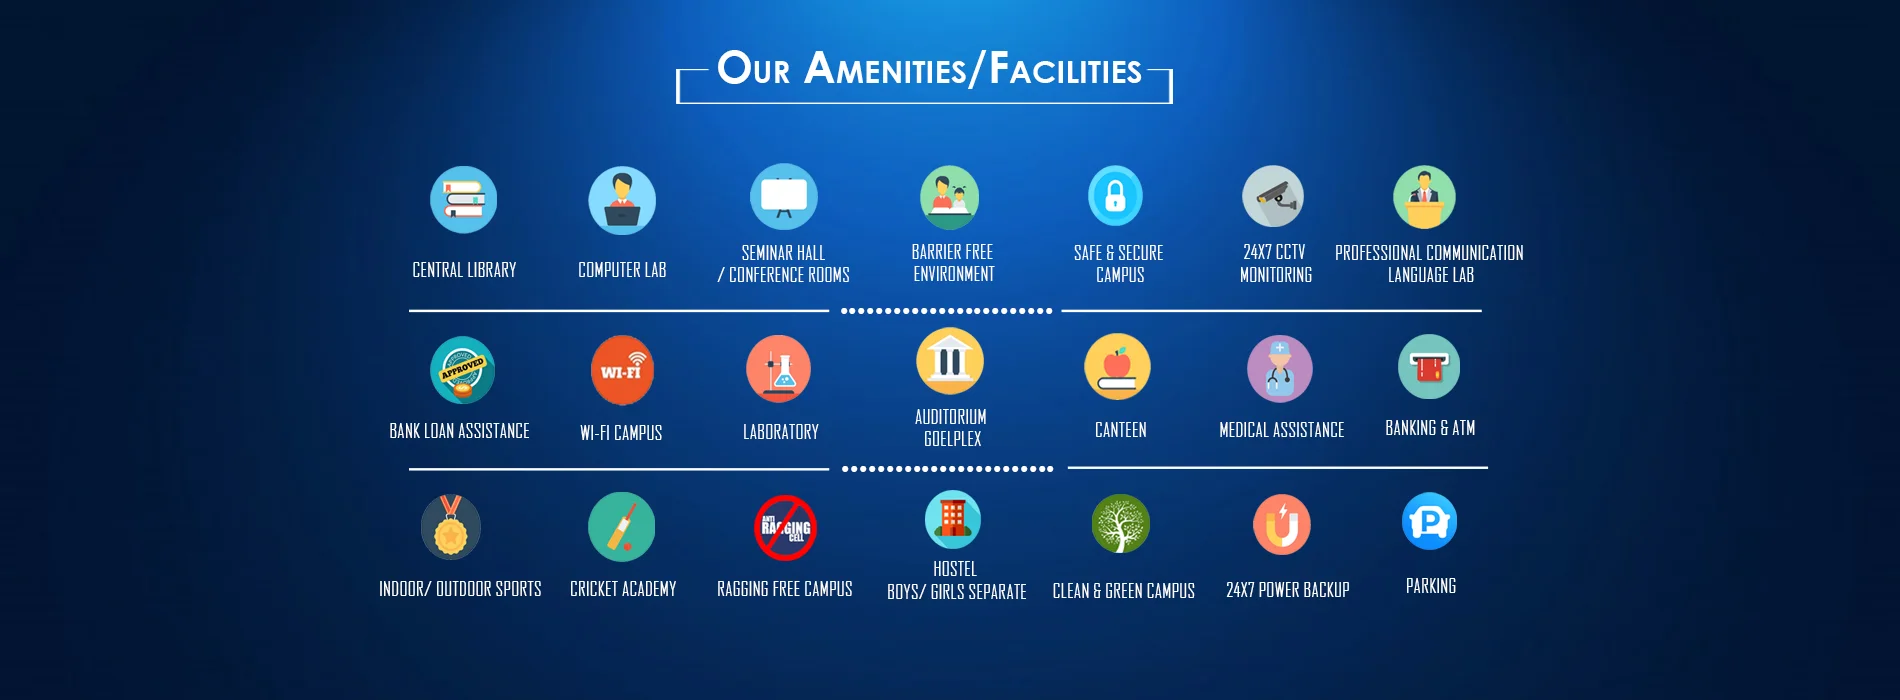 OUR AMENITIES/FACILITIES
CENTRAL LIBRARY
COMPUTER LAB
SEMINAR HALL
/ CONFERENCE ROOMS
BARRIER FREE
ENVIRONMENT
SAFE & SECURE
CAMPUS
24X7 CCTV
MONITORING
PROFESSIONAL COMMUNICATION
LANGUAGE LAB
APPROVED
APPROVED
WI-FI
BANK LOAN ASSISTANCE
WI-FI CAMPUS
LABORATORY
AUDITORIUM
GOELPLEX
CANTEEN
MEDICAL ASSISTANCE
BANKING & ATM
ANTI
RAGGING
CELL
P
INDOOR/ OUTDOOR SPORTS
CRICKET ACADEMY
RAGGING FREE CAMPUS
HOSTEL
BOYS/ GIRLS SEPARATE
CLEAN & GREEN CAMPUS
24X7 POWER BACKUP
PARKING